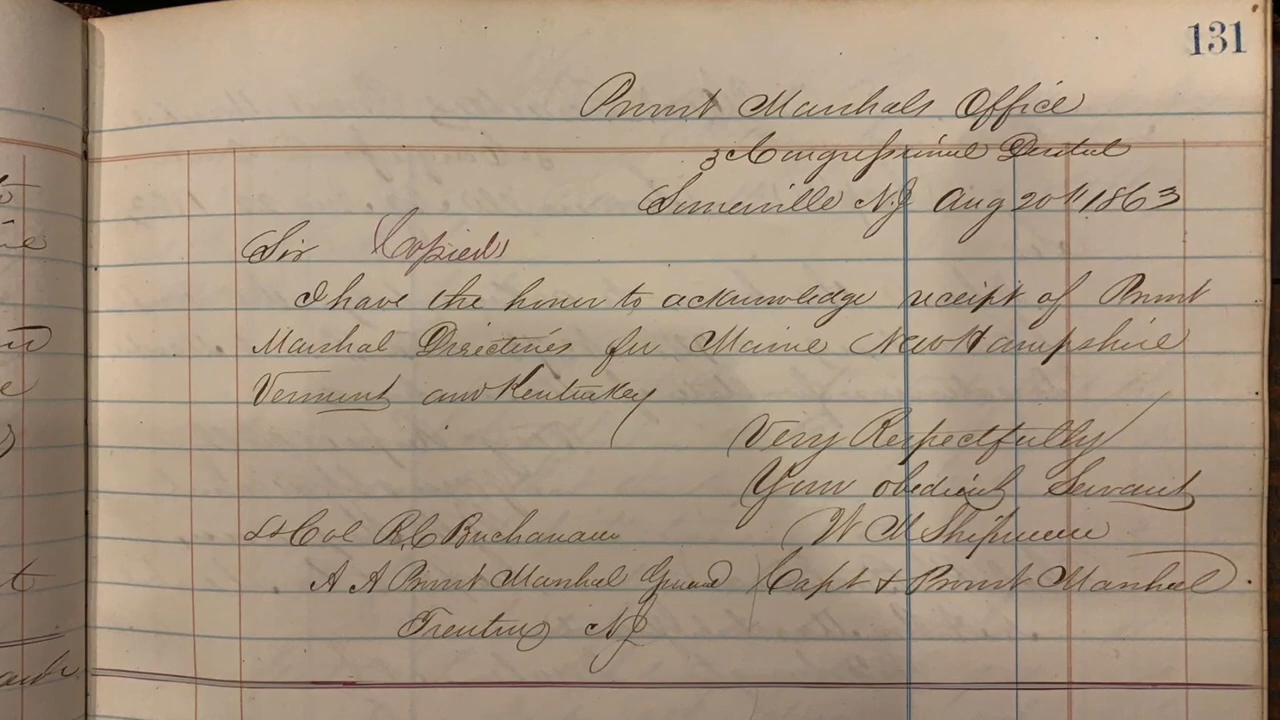 131
Provost Marshals Office
3 Congressional District
Somerville N.J. Aug 20th 1863
Sir Copied
I have the honor to acknowledge receipt of Provost
Marshal Directories for Maine New Hampshire
Vermont and Kentuckey
Very Respectfully
Your obedient Servant
Lt Col R.C Buchanan W M Shipman
A A Provost Marshal General Capt & Provost Marshal
Trenton NJ